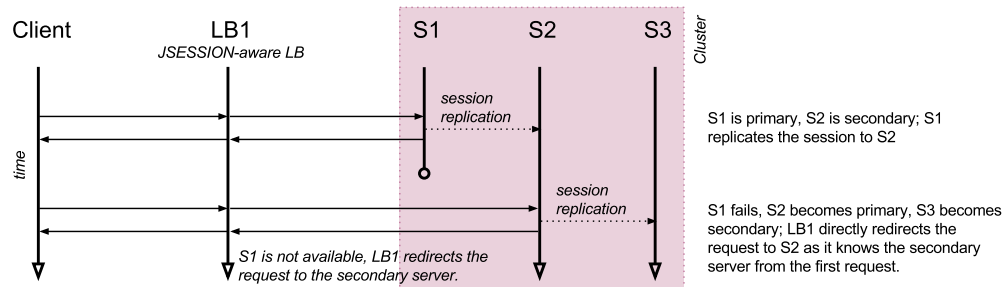 Client
LB1
JSESSION-aware LB
S1
S2
S3
Cluster
session
replication
S1 is primary, S2 is secondary; S1
replicates the session to S2
time
session
replication
S1 fails, S2 becomes primary, S3 becomes
secondary; LB1 directly redirects the
request to S2 as it knows the secondary
server from the first request.
S1 is not available, LB1 redirects the
request to the secondary server.